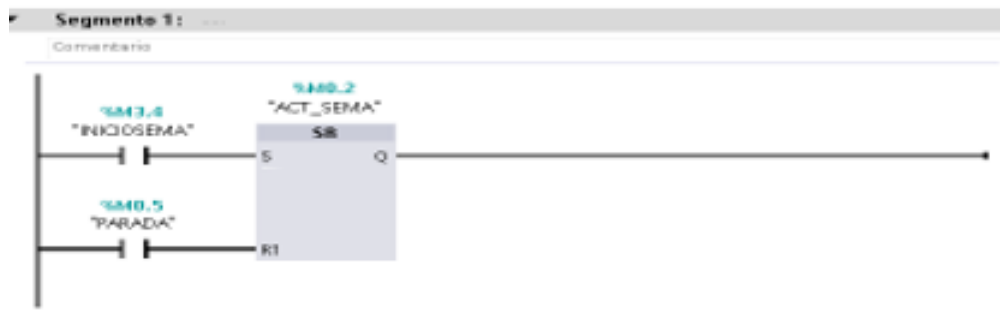 Segmento 1: ...
Comentario
%M0.2
"ACT_SEMA"
%M3.4
"INICIOSEMA"
SR
S Q
%M0.5
"PARADA"
R1